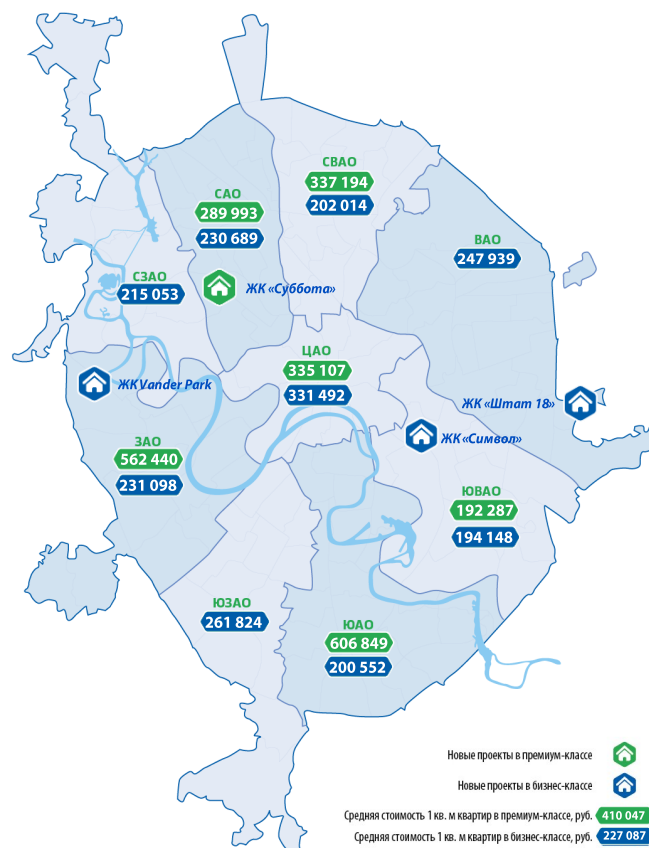 СВАО
337 194
202 014
САО
289 993
230 689
ВАО
247 939
СЗАО
215 053
ЖК «Суббота»
ЦАО
335 107
331 492
ЖК Vander Park
ЖК «Штат 18»
ЖК «Символ»
ЗАО
562 440
231 098
ЮВАО
192 287
194 148
ЮЗАО
261 824
ЮАО
606 849
200 552
Новые проекты в премиум-классе
Новые проекты в бизнес-классе
Средняя стоимость 1 кв. м квартир в премиум-классе, руб. 410 047
Средняя стоимость 1 кв. м квартир в бизнес-классе, руб. 227 087